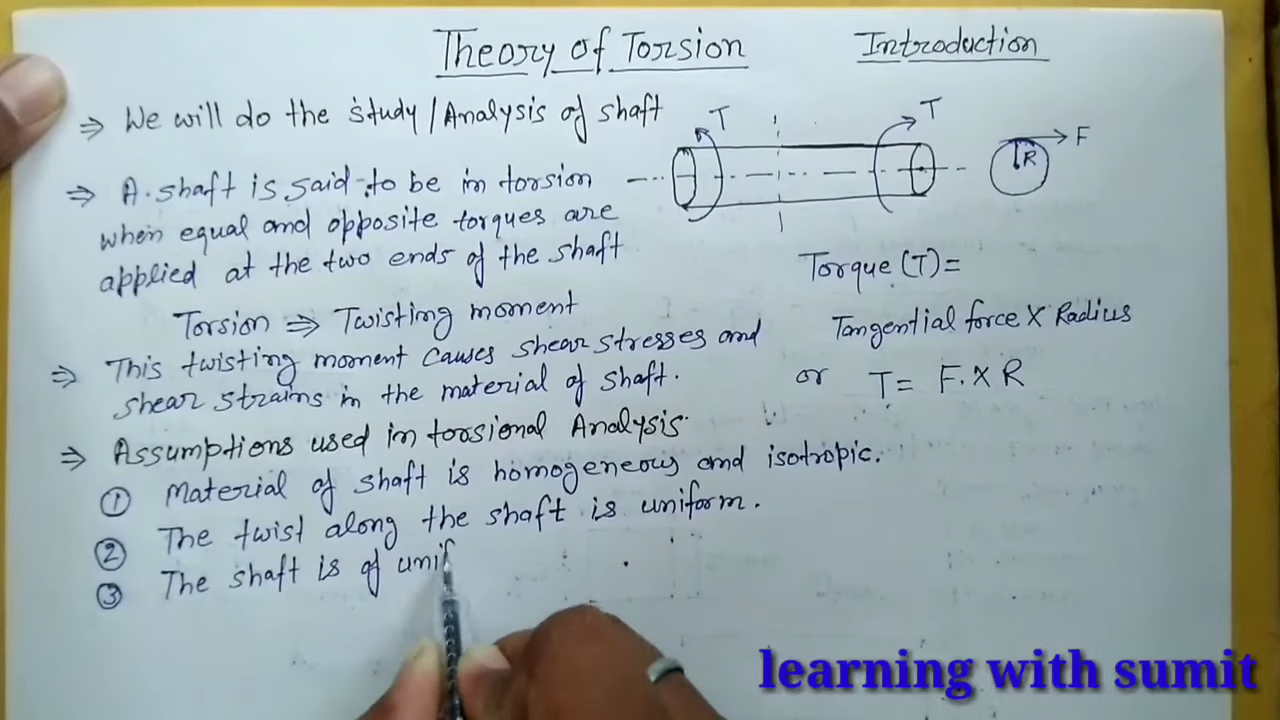 Theory of Torsion
Introduction
⇒ We will do the study/Analysis of shaft
⇒ A shaft is said to be in torsion
when equal and opposite torques are
applied at the two ends of the shaft
Torsion ⇒ Twisting moment
⇒ This twisting moment causes shear stresses and
shear strains in the material of shaft.
T
T
F
R
Torque (T) =
Tangential force X Radius
or T = F. X R
⇒ Assumptions used in torsional Analysis.
① Material of shaft is homogeneous and isotropic.
② The twist along the shaft is uniform.
③ The shaft is of unif
learning with sumit